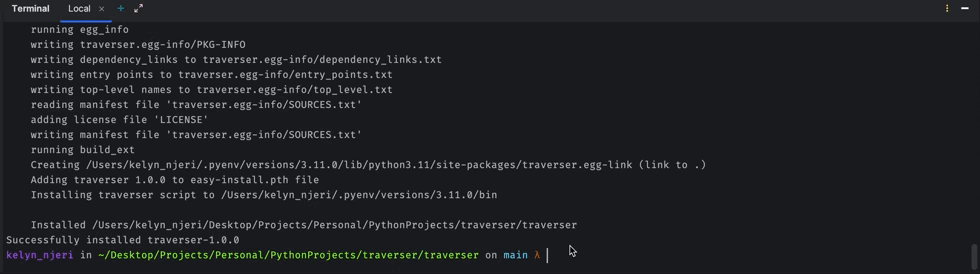 Terminal Local × +
running egg_info
writing traverser.egg-info/PKG-INFO
writing dependency_links to traverser.egg-info/dependency_links.txt
writing entry points to traverser.egg-info/entry_points.txt
writing top-level names to traverser.egg-info/top_level.txt
reading manifest file 'traverser.egg-info/SOURCES.txt'
adding license file 'LICENSE'
writing manifest file 'traverser.egg-info/SOURCES.txt'
running build_ext
Creating /Users/kelyn_njeri/.pyenv/versions/3.11.0/lib/python3.11/site-packages/traverser.egg-link (link to .)
Adding traverser 1.0.0 to easy-install.pth file
Installing traverser script to /Users/kelyn_njeri/.pyenv/versions/3.11.0/bin
Installed /Users/kelyn_njeri/Desktop/Projects/Personal/PythonProjects/traverser/traverser
Successfully installed traverser-1.0.0
kelyn_njeri in ~/Desktop/Projects/Personal/PythonProjects/traverser/traverser on main λ